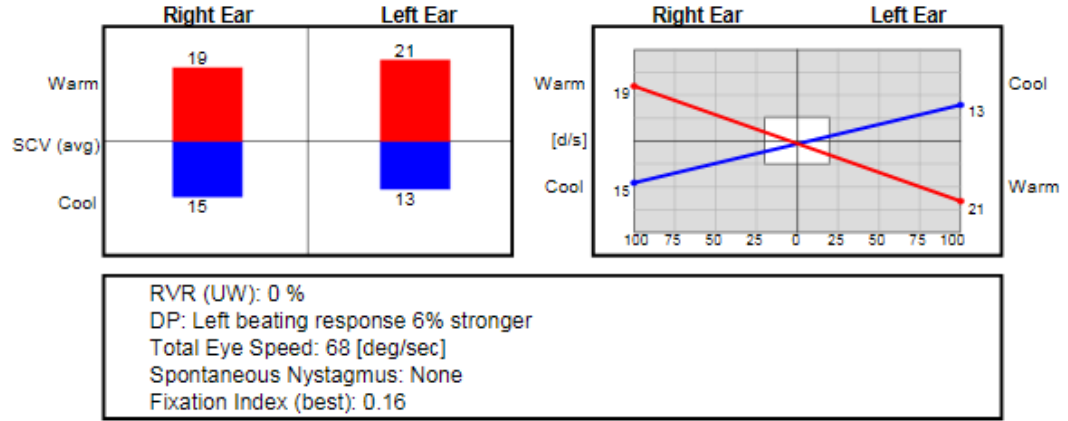 Right Ear Left Ear
Warm
19 21
SCV (avg)
Cool
15 13
Right Ear Left Ear
Warm Cool
19 13
[d/s]
Cool Warm
15 21
100 75 50 25 0 25 50 75 100
RVR (UW): 0 %
DP: Left beating response 6% stronger
Total Eye Speed: 68 [deg/sec]
Spontaneous Nystagmus: None
Fixation Index (best): 0.16